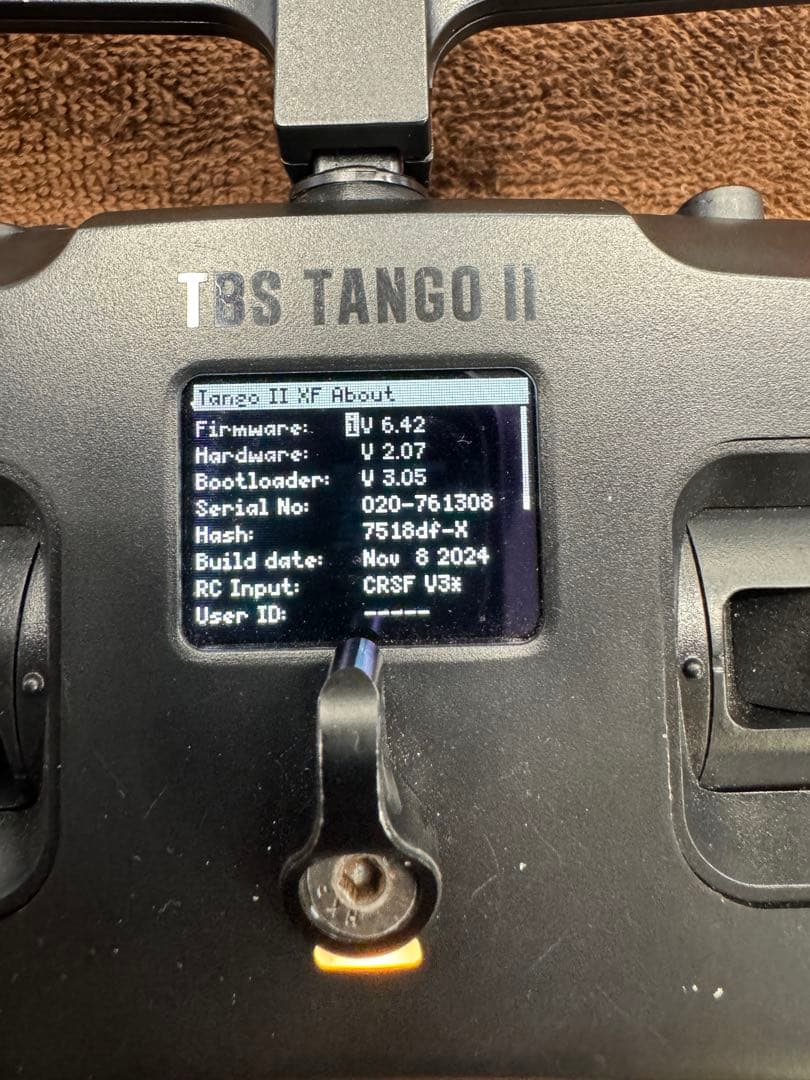 TBS TANGO II
Tango II XF About
Firmware: i V 6.42
Hardware: V 2.07
Bootloader: V 3.05
Serial No: 020-761308
Hash: 7518df-X
Build date: Nov 8 2024
RC Input: CRSF V3x
User ID: -----